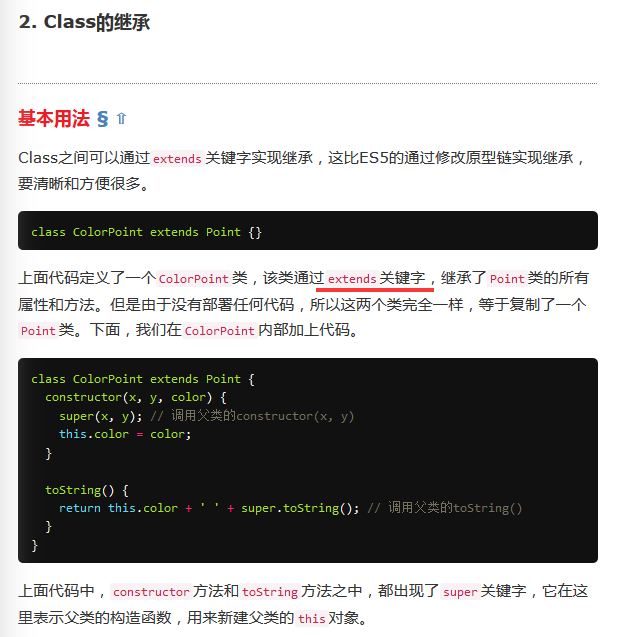 2. Class的继承
基本用法 § ⇧
Class之间可以通过extends关键字实现继承，这比ES5的通过修改原型链实现继承，
要清晰和方便很多。
class ColorPoint extends Point {}
上面代码定义了一个ColorPoint类，该类通过extends关键字，继承了Point类的所有
属性和方法。但是由于没有部署任何代码，所以这两个类完全一样，等于复制了一个
Point类。下面，我们在ColorPoint内部加上代码。
class ColorPoint extends Point {
  constructor(x, y, color) {
    super(x, y); // 调用父类的constructor(x, y)
    this.color = color;
  }
  toString() {
    return this.color + ' ' + super.toString(); // 调用父类的toString()
  }
}
上面代码中，constructor方法和toString方法之中，都出现了super关键字，它在这
里表示父类的构造函数，用来新建父类的this对象。